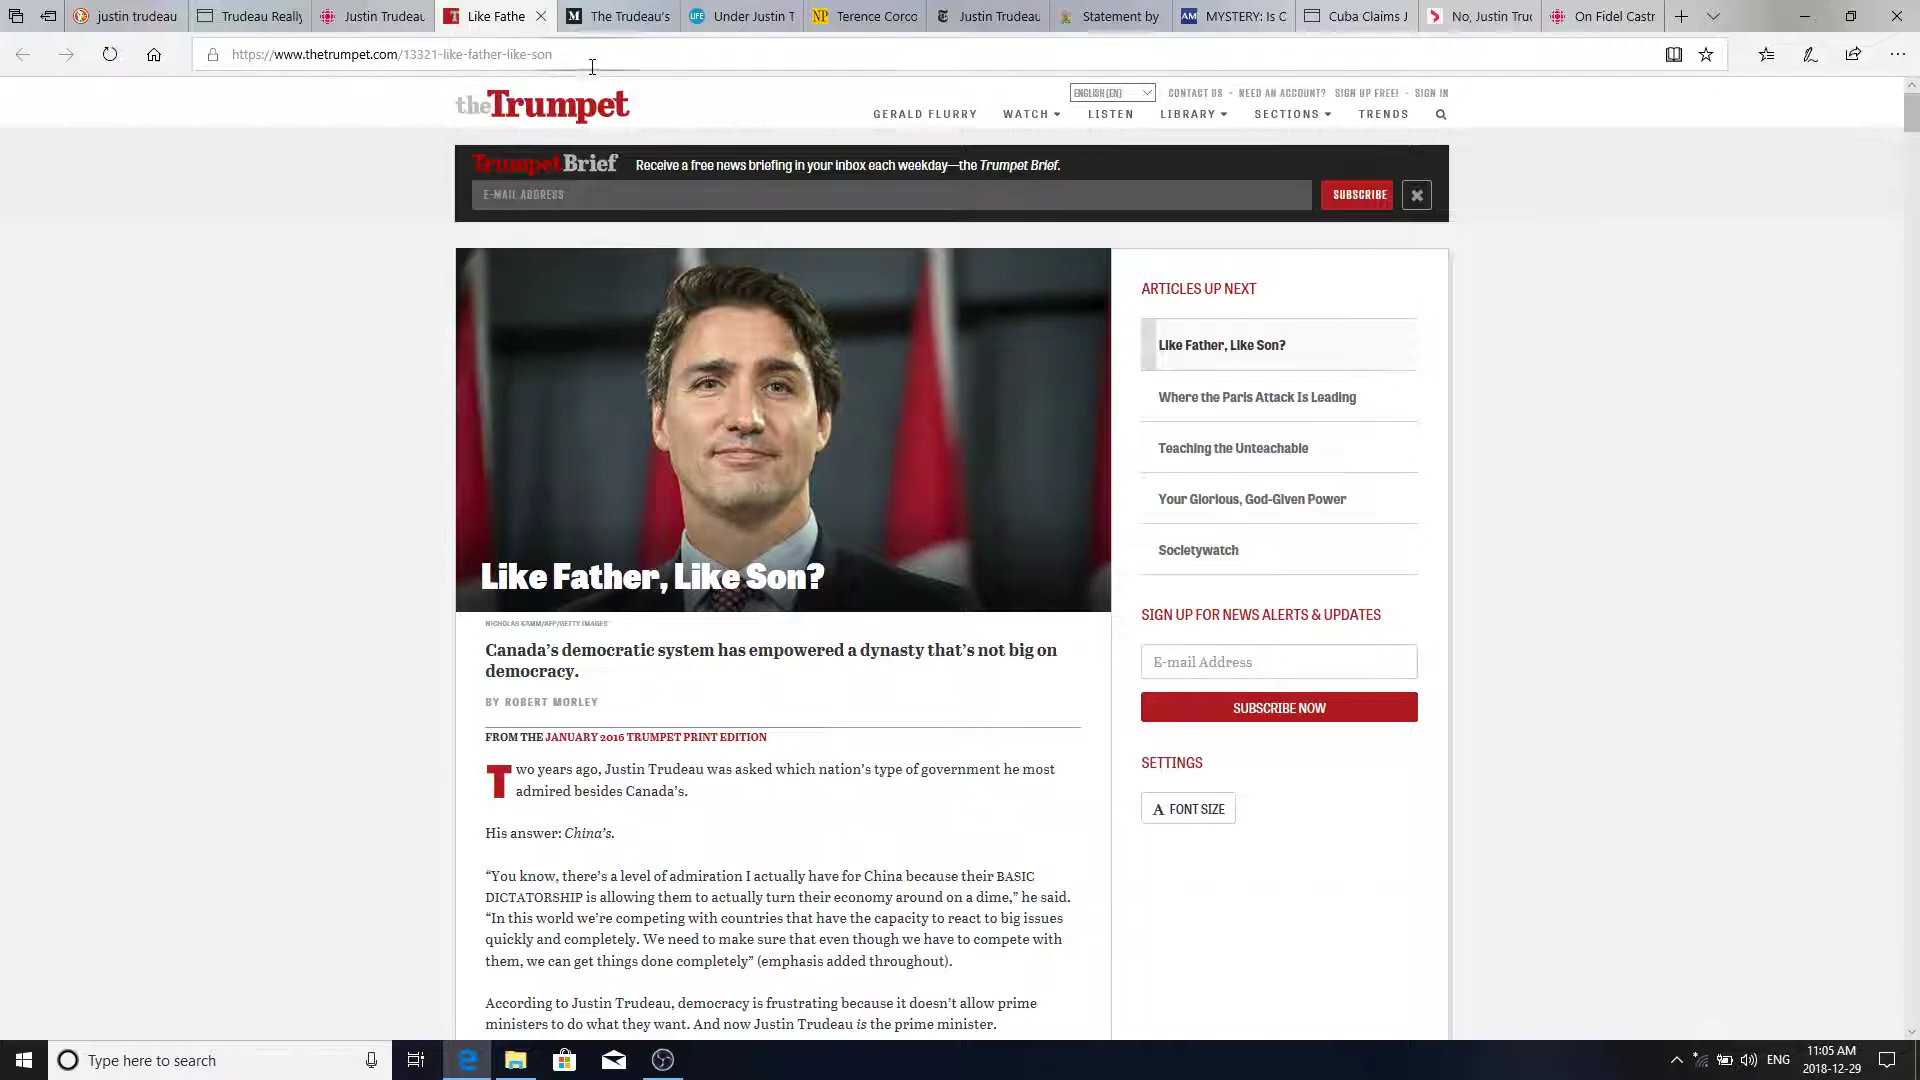 justin trudeau
Trudeau Really
Justin Trudeau
Like Fathe
The Trudeau's
Under Justin T
Terence Corco
Justin Trudeau
Statement by
MYSTERY: Is C
Cuba Claims J
No, Justin Truc
On Fidel Castr
https://www.thetrumpet.com/13321-like-father-like-son
theTrumpet
ENGLISH (EN)
CONTACT US - NEED AN ACCOUNT? SIGN UP FREE! - SIGN IN
GERALD FLURRY WATCH LISTEN LIBRARY SECTIONS TRENDS
TrumpetBrief Receive a free news briefing in your inbox each weekday—the Trumpet Brief.
E-MAIL ADDRESS
SUBSCRIBE
Like Father, Like Son?
NICHOLAS KAMM/AFP/GETTY IMAGES
Canada's democratic system has empowered a dynasty that's not big on
democracy.
BY ROBERT MORLEY
FROM THE JANUARY 2016 TRUMPET PRINT EDITION
Two years ago, Justin Trudeau was asked which nation's type of government he most
admired besides Canada's.
His answer: China's.
“You know, there's a level of admiration I actually have for China because their BASIC
DICTATORSHIP is allowing them to actually turn their economy around on a dime,” he said.
“In this world we're competing with countries that have the capacity to react to big issues
quickly and completely. We need to make sure that even though we have to compete with
them, we can get things done completely” (emphasis added throughout).
According to Justin Trudeau, democracy is frustrating because it doesn't allow prime
ministers to do what they want. And now Justin Trudeau is the prime minister.
ARTICLES UP NEXT
Like Father, Like Son?
Where the Paris Attack Is Leading
Teaching the Unteachable
Your Glorious, God-Given Power
Societywatch
SIGN UP FOR NEWS ALERTS & UPDATES
E-mail Address
SUBSCRIBE NOW
SETTINGS
A FONT SIZE
Type here to search
ENG
11:05 AM
2018-12-29